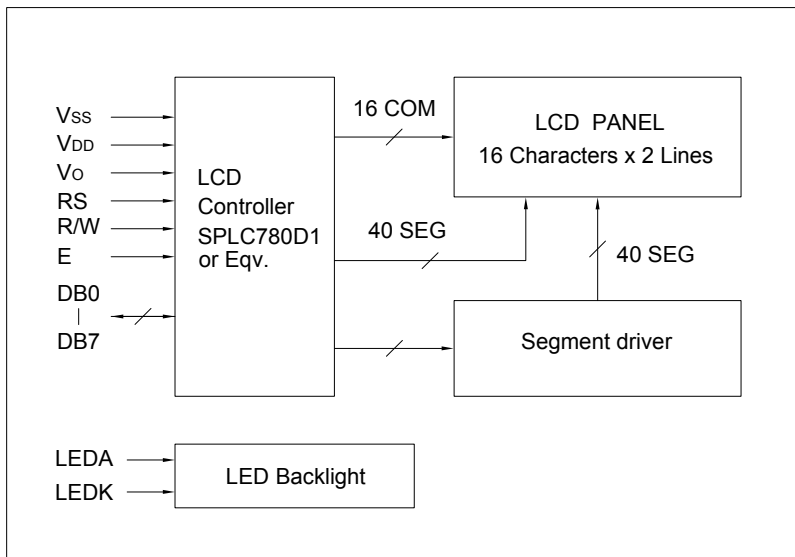 VSS
VDD
VO
RS
R/W
E
DB0
DB7
LCD
Controller
SPLC780D1
or Eqv.
16 COM
40 SEG
LCD PANEL
16 Characters x 2 Lines
40 SEG
Segment driver
LEDA
LEDK
LED Backlight